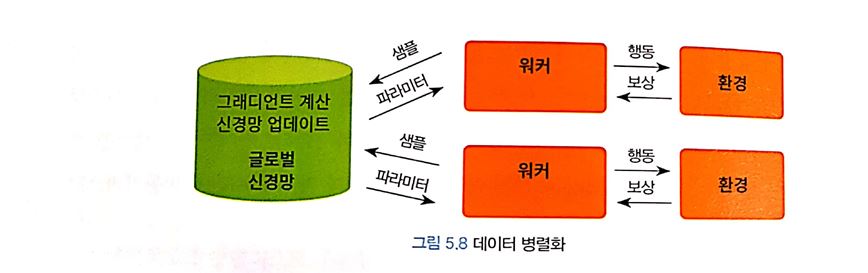 그래디언트 계산
신경망 업데이트
글로벌
신경망
샘플
파라미터
워커
행동
보상
환경
샘플
파라미터
워커
행동
보상
환경
그림 5.8 데이터 병렬화